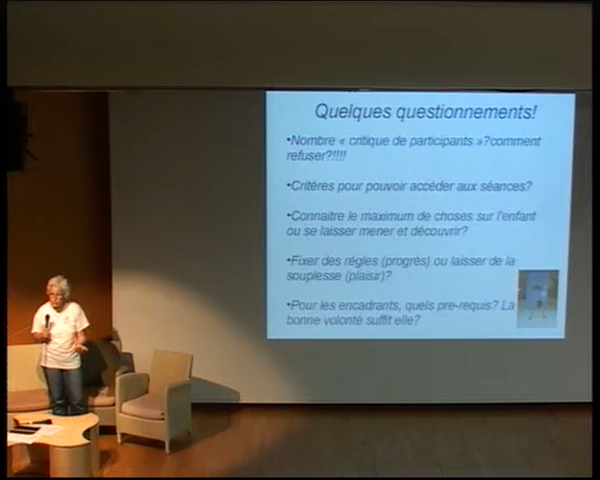 Quelques questionnements!
•Nombre « critique de participants »?comment
refuser?!!!!
•Critères pour pouvoir accéder aux séances?
•Connaitre le maximum de choses sur l'enfant
ou se laisser mener et découvrir?
•Fixer des régles (progrès) ou laisser de la
souplesse (plaisir)?
•Pour les encadrants, quels pre-requis? La
bonne volonté suffit elle?